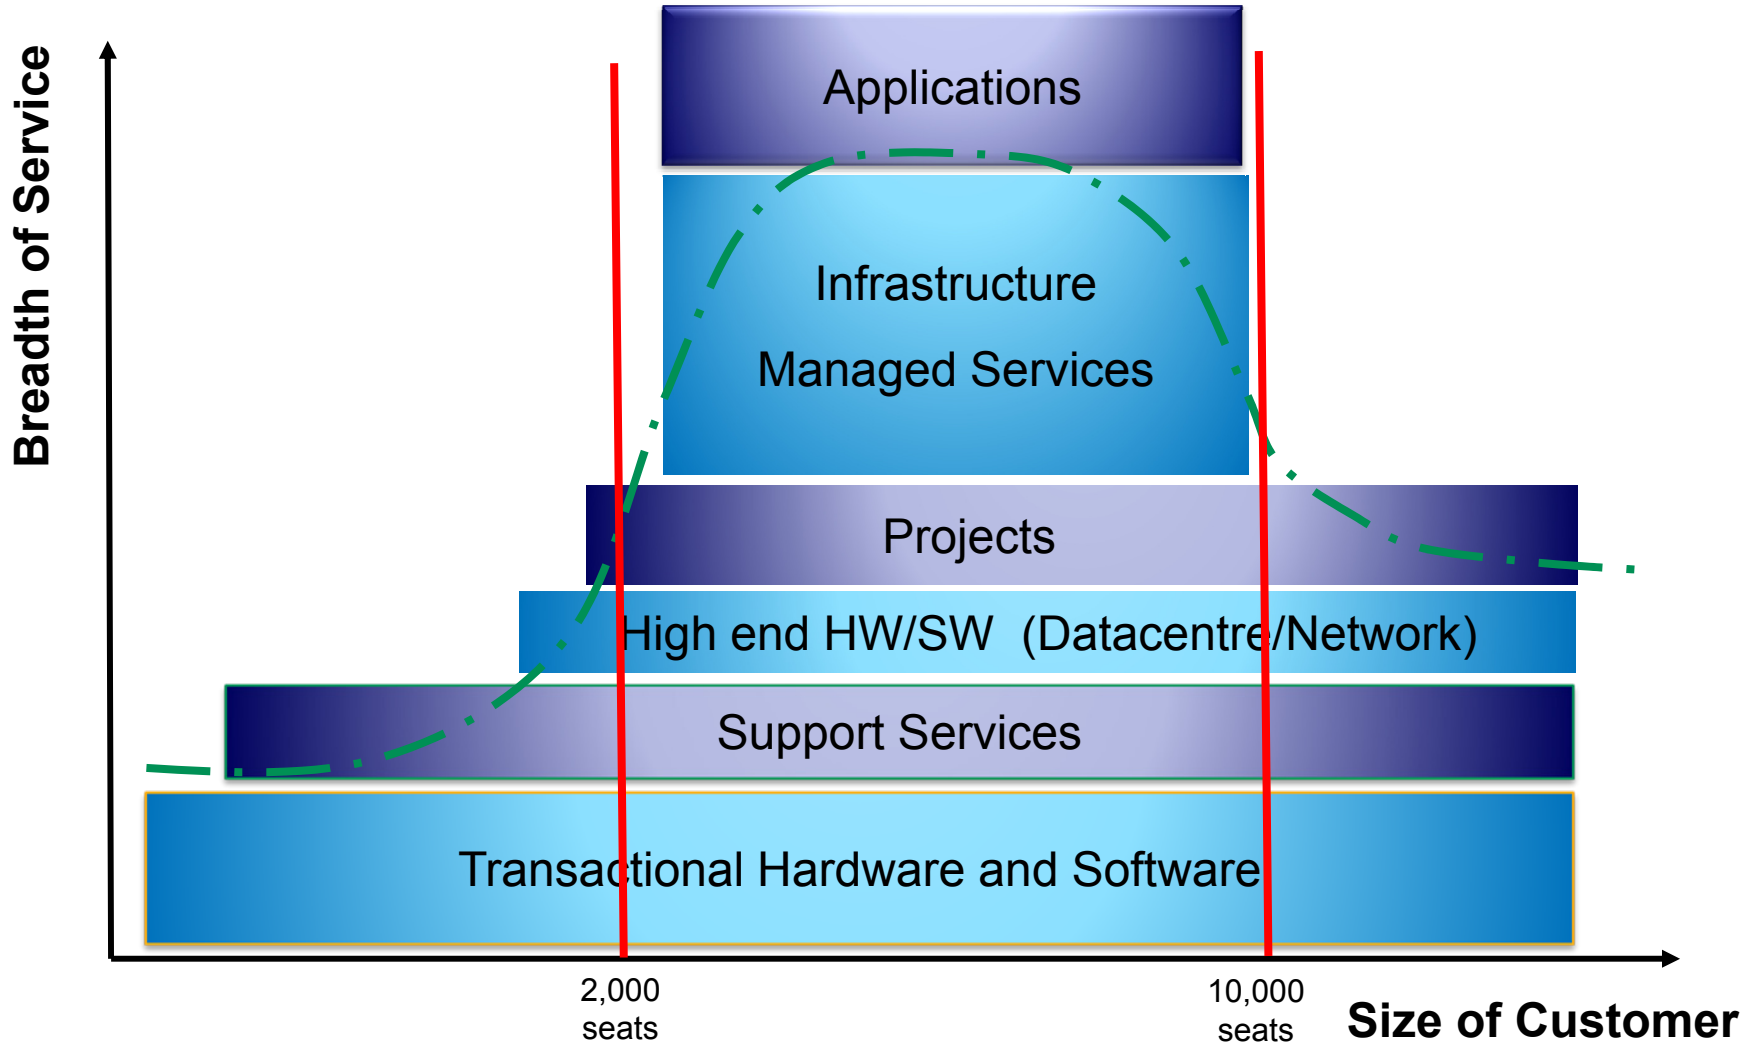 Breadth of Service
Applications
Infrastructure
Managed Services
Projects
High end HW/SW  (Datacentre/Network)
Support Services
Transactional Hardware and Software
2,000
seats
10,000
seats
Size of Customer